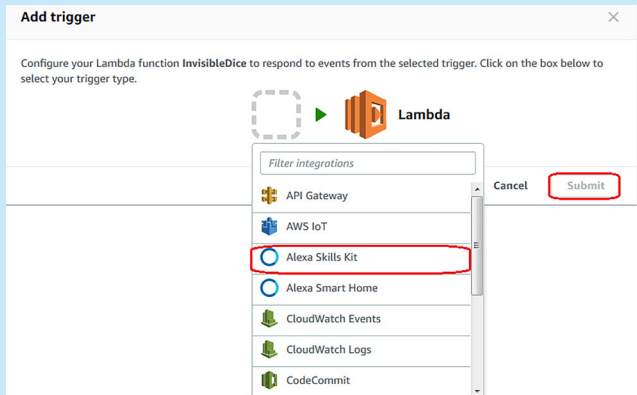 Add trigger
Configure your Lambda function InvisibleDice to respond to events from the selected trigger. Click on the box below to
select your trigger type.
Lambda
Filter integrations
API Gateway
AWS IoT
Alexa Skills Kit
Alexa Smart Home
CloudWatch Events
CloudWatch Logs
CodeCommit
Cancel
Submit